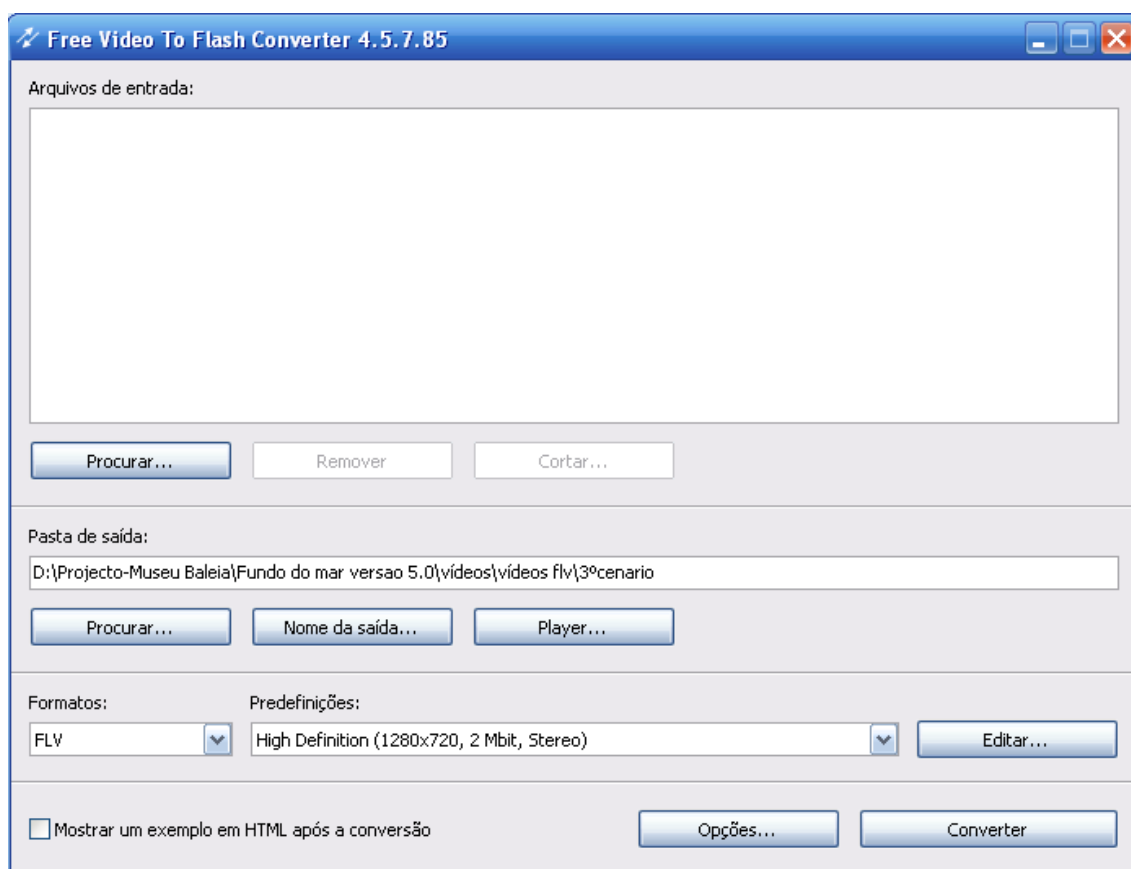 Free Video To Flash Converter 4.5.7.85
Arquivos de entrada:
Procurar... Remover Cortar...
Pasta de saída:
D:\Projecto-Museu Baleia\Fundo do mar versao 5.0\vídeos\vídeos flv\3ºcenario
Procurar... Nome da saída... Player...
Formatos: Predefinições:
FLV High Definition (1280x720, 2 Mbit, Stereo) Editar...
Mostrar um exemplo em HTML após a conversão Opções... Converter